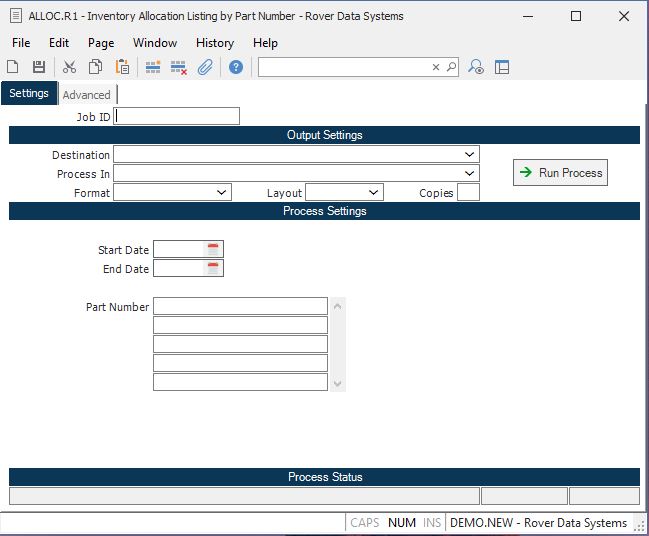 ALLOC.R1 - Inventory Allocation Listing by Part Number - Rover Data Systems
File Edit Page Window History Help
Settings Advanced
Job ID
Output Settings
Destination
Process In
Run Process
Format Layout Copies
Process Settings
Start Date
End Date
Part Number
Process Status
CAPS NUM INS DEMO.NEW - Rover Data Systems